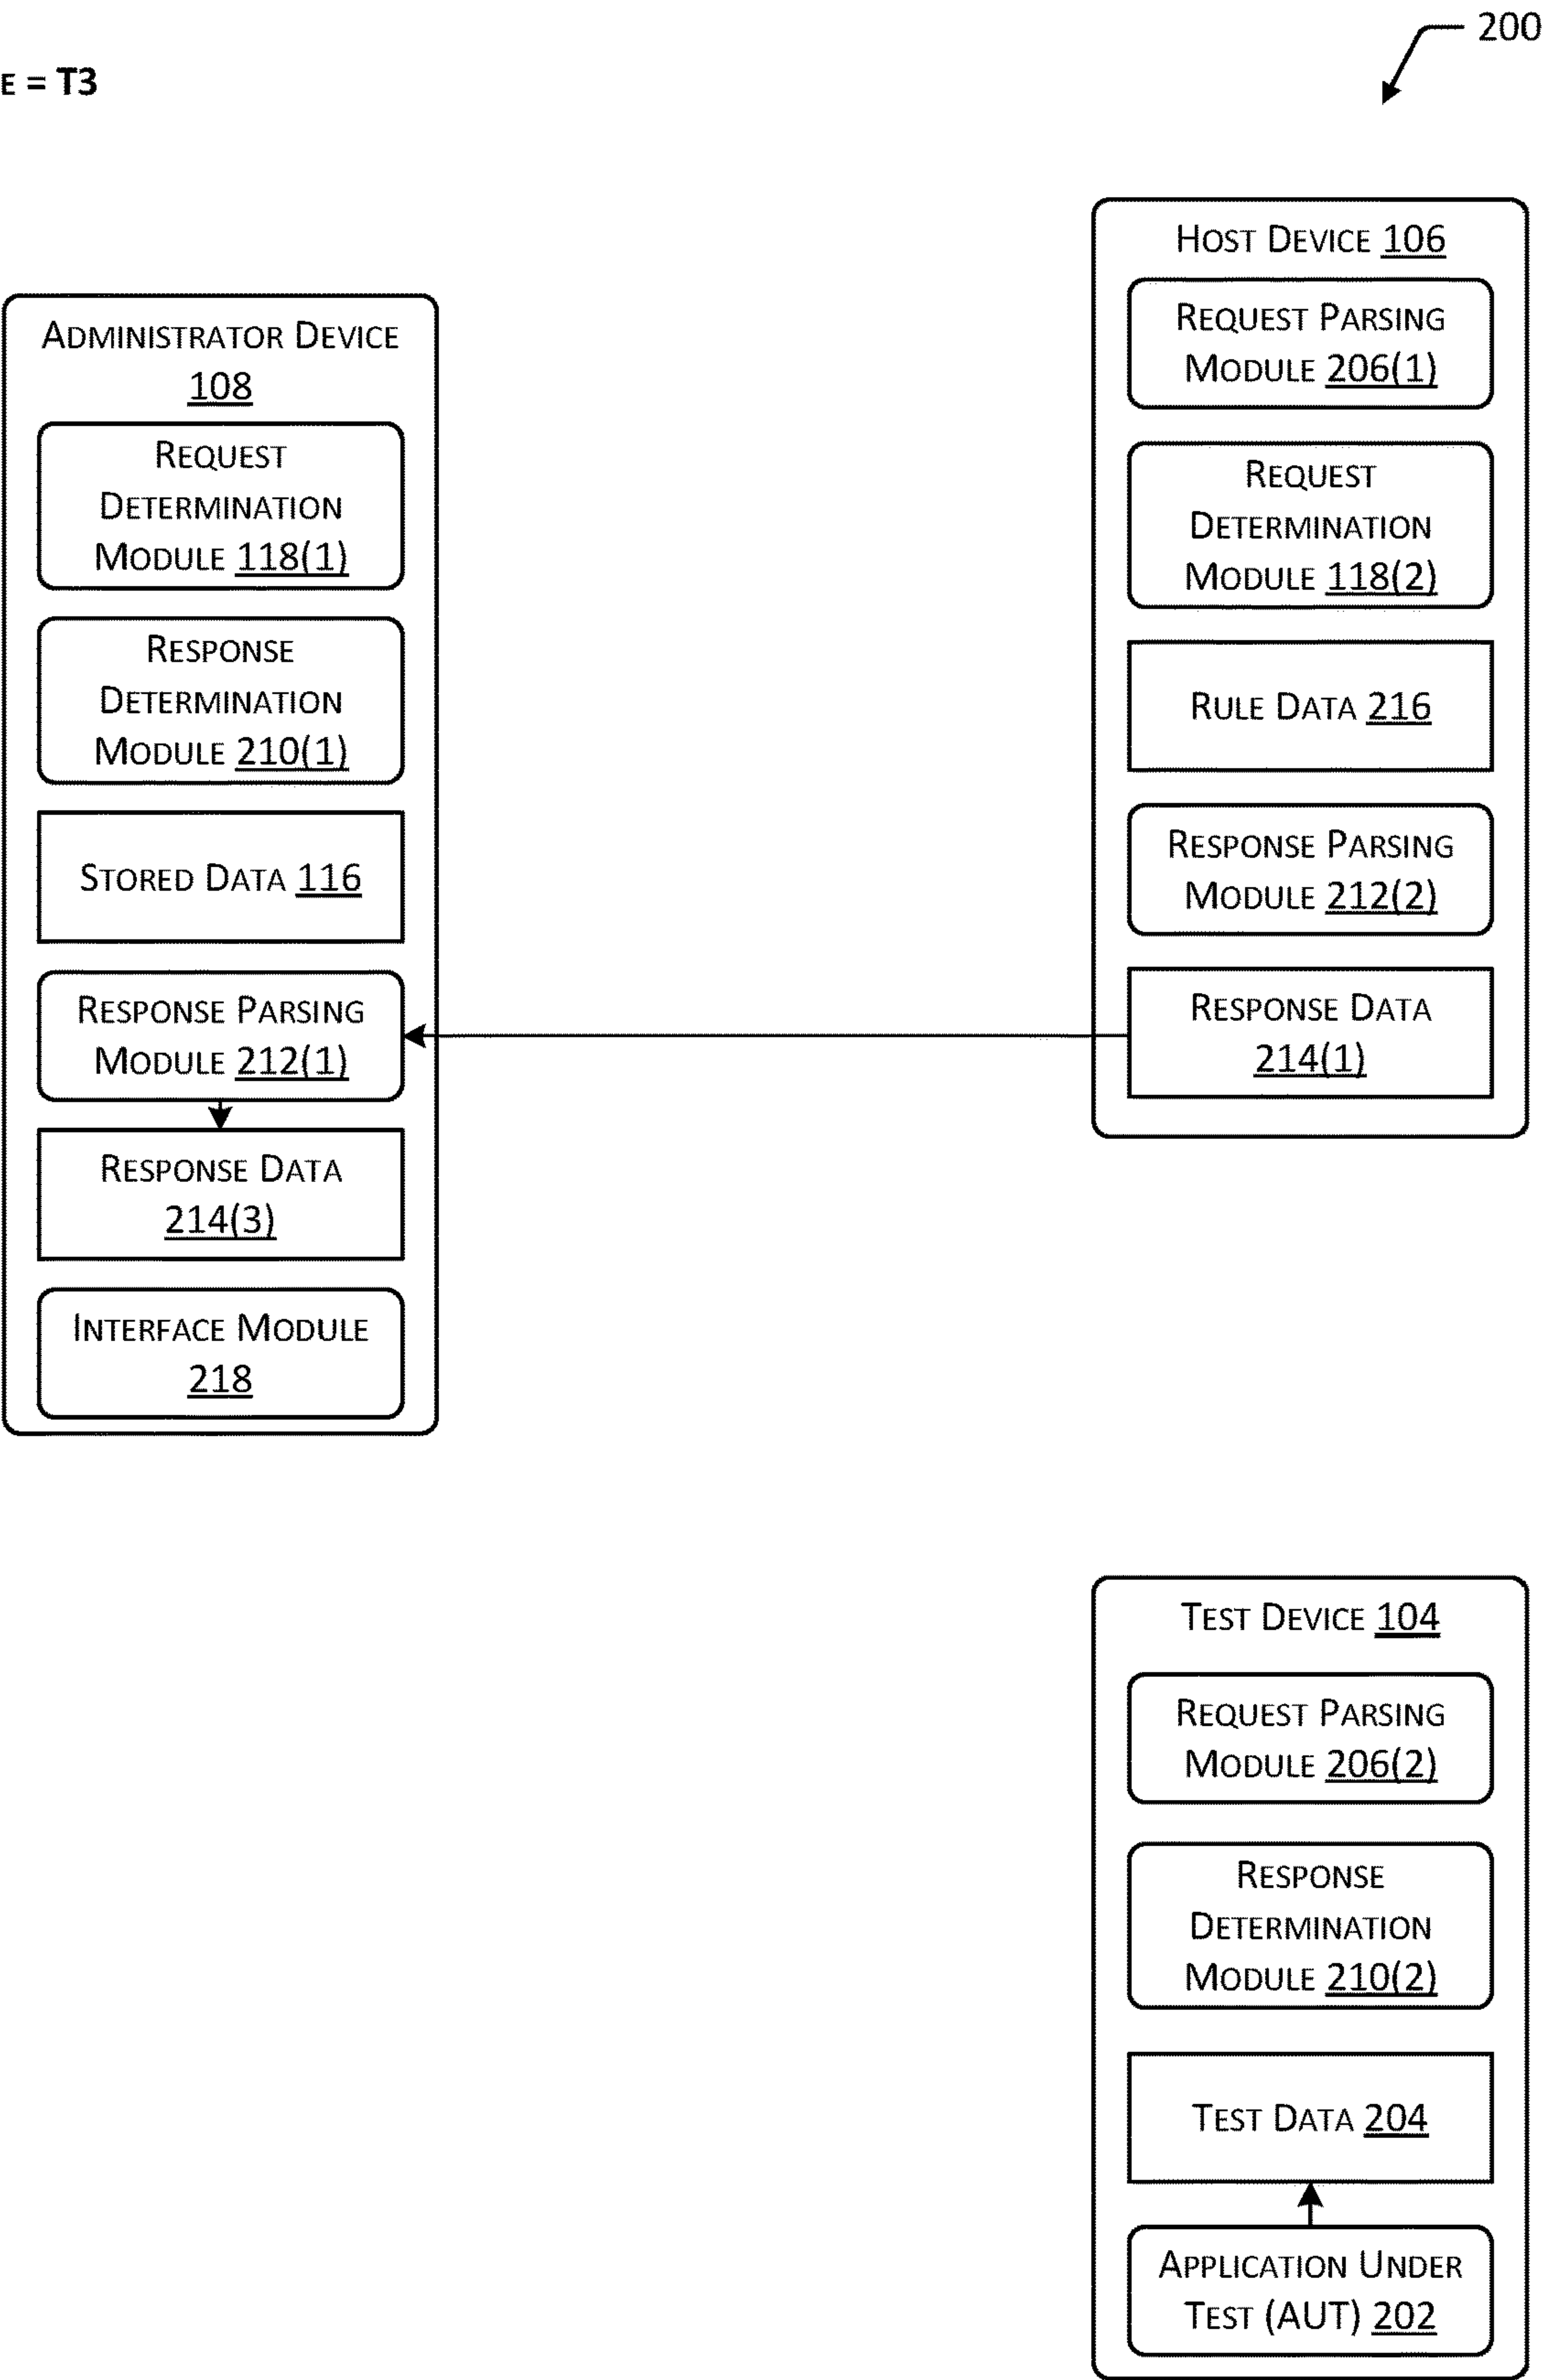 200
E = T3
HOST DEVICE 106
REQUEST PARSING
MODULE 206(1)
REQUEST
DETERMINATION
MODULE 118(2)
RULE DATA 216
RESPONSE PARSING
MODULE 212(2)
RESPONSE DATA
214(1)
ADMINISTRATOR DEVICE
108
REQUEST
DETERMINATION
MODULE 118(1)
RESPONSE
DETERMINATION
MODULE 210(1)
STORED DATA 116
RESPONSE PARSING
MODULE 212(1)
RESPONSE DATA
214(3)
INTERFACE MODULE
218
TEST DEVICE 104
REQUEST PARSING
MODULE 206(2)
RESPONSE
DETERMINATION
MODULE 210(2)
TEST DATA 204
APPLICATION UNDER
TEST (AUT) 202